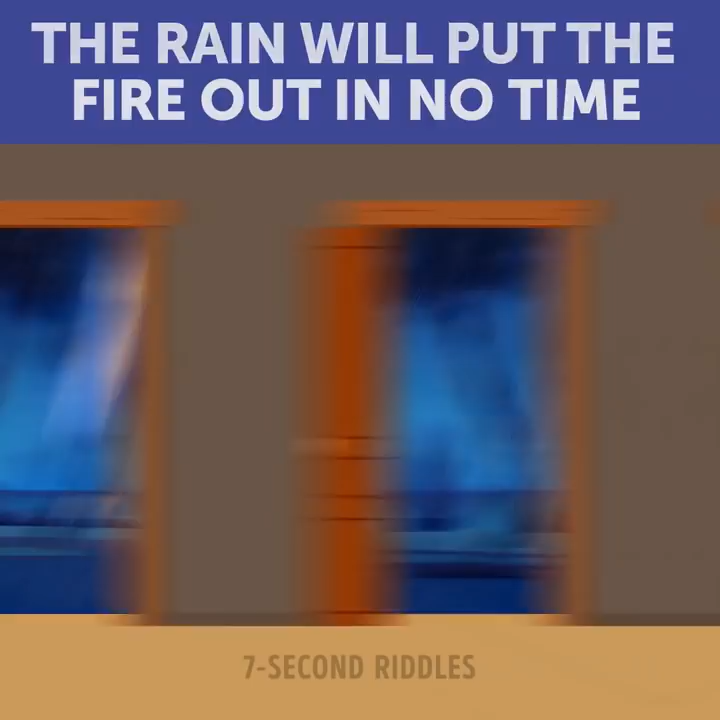 THE RAIN WILL PUT THE
FIRE OUT IN NO TIME
7-SECOND RIDDLES